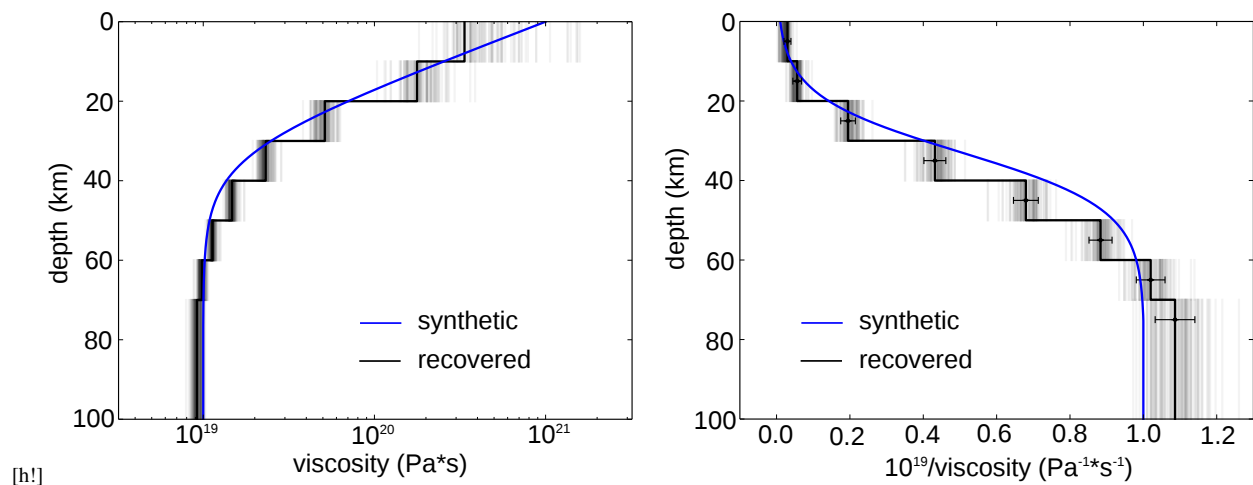 0
20
40
60
80
100
depth (km)
synthetic
recovered
10¹⁹
10²⁰
10²¹
viscosity (Pa*s)
0
20
40
60
80
100
depth (km)
synthetic
recovered
0.0
0.2
0.4
0.6
0.8
1.0
1.2
10¹⁹/viscosity (Pa⁻¹*s⁻¹)
[h!]